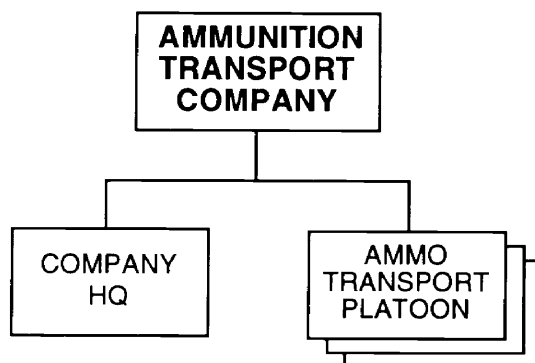 AMMUNITION
TRANSPORT
COMPANY
COMPANY
HQ
AMMO
TRANSPORT
PLATOON